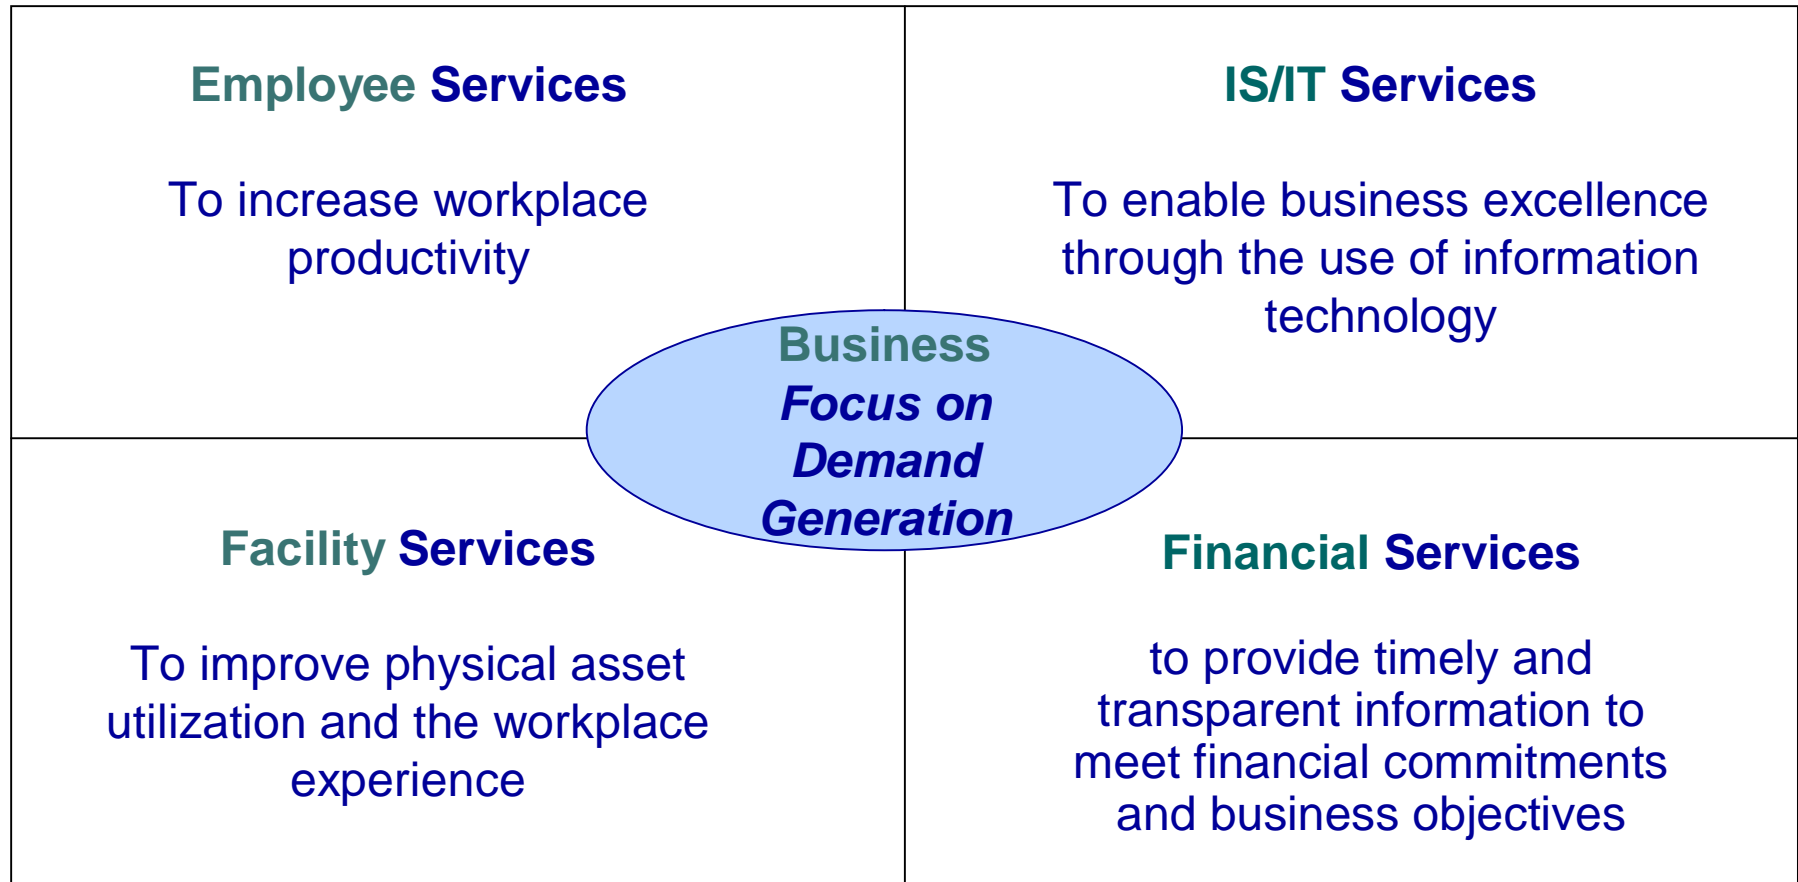 Employee Services
To increase workplace
productivity
IS/IT Services
To enable business excellence
through the use of information
technology
Business
Focus on
Demand
Generation
Facility Services
To improve physical asset
utilization and the workplace
experience
Financial Services
to provide timely and
transparent information to
meet financial commitments
and business objectives